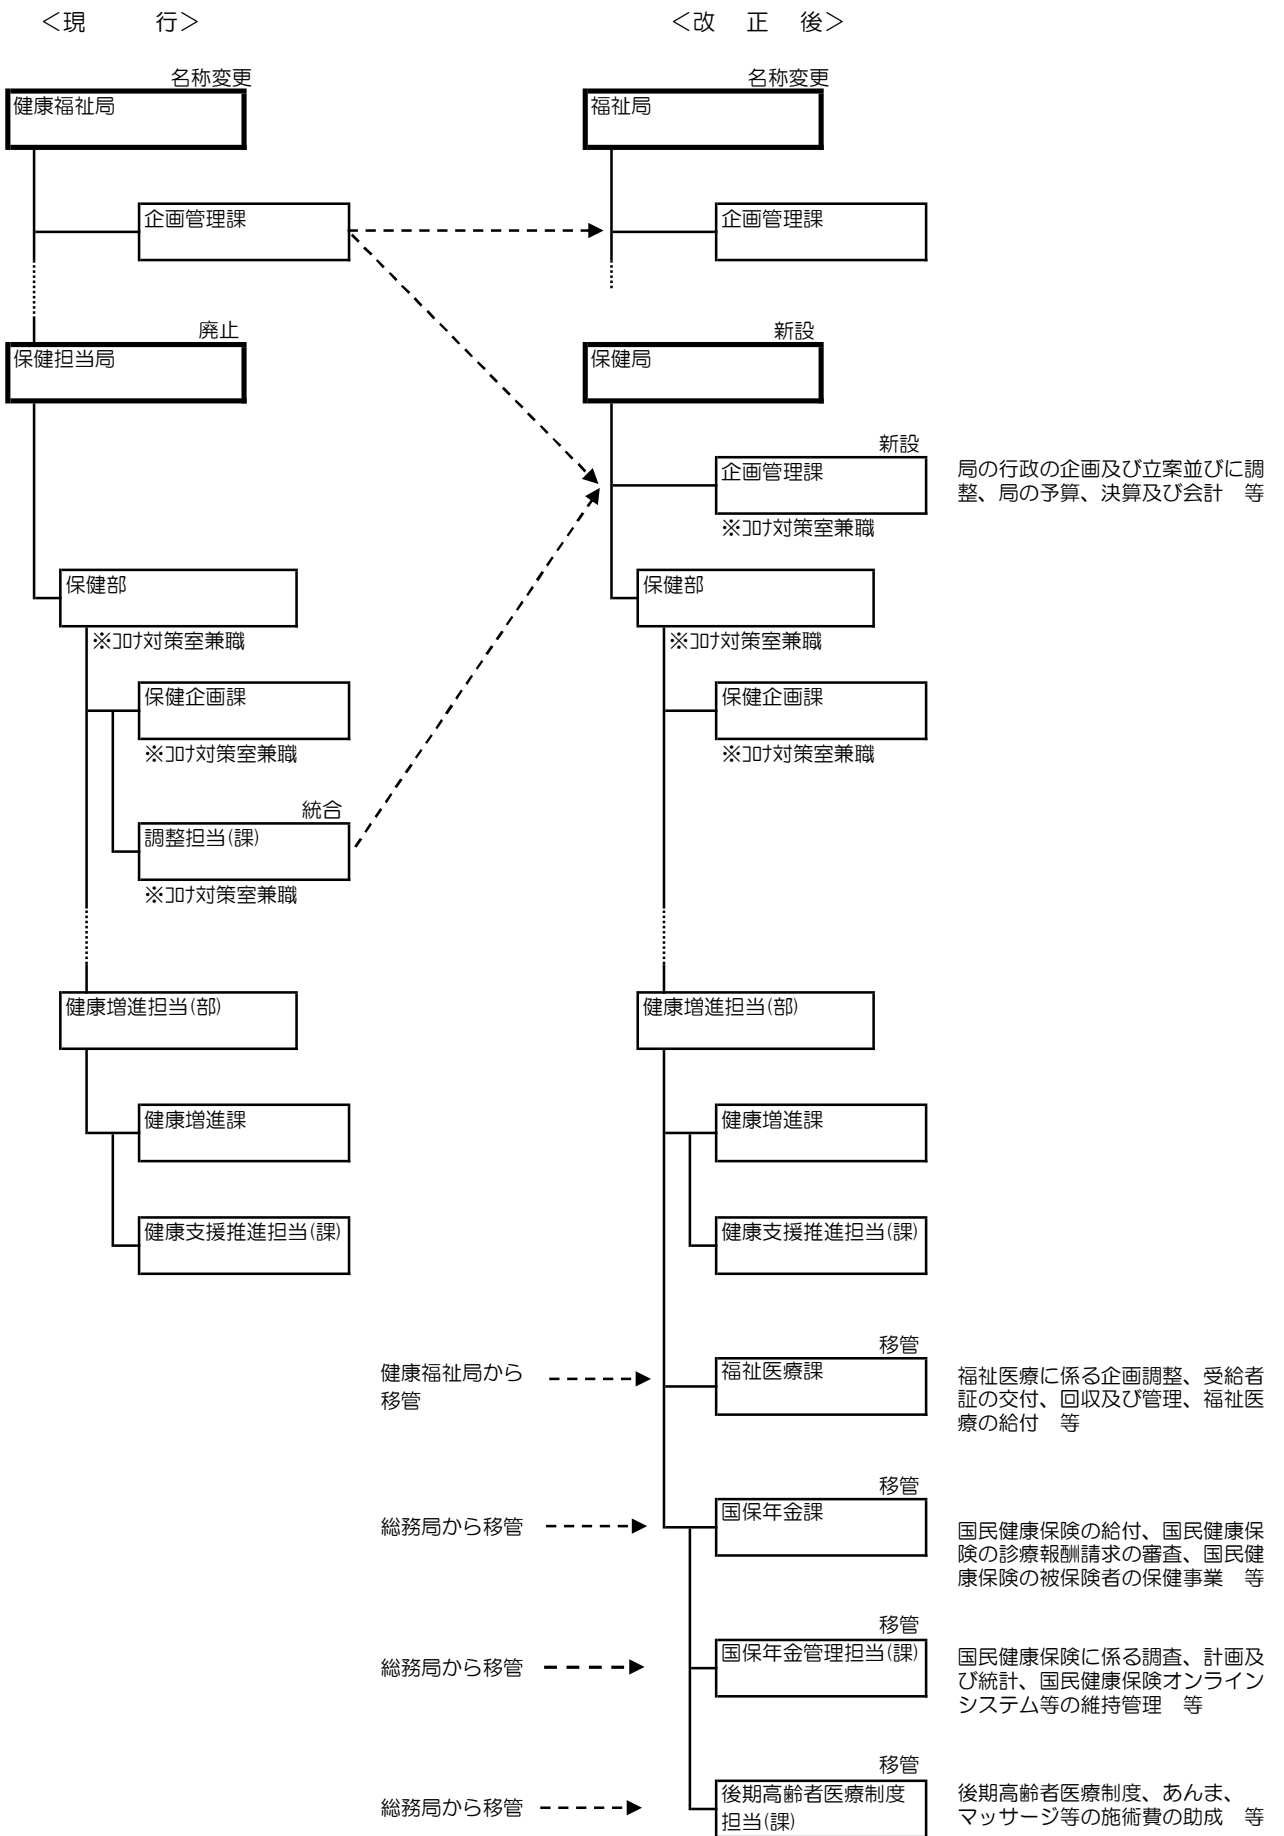 ＜現　　行＞
＜改　正　後＞
名称変更
名称変更
健康福祉局
福祉局
企画管理課
企画管理課
廃止
新設
保健担当局
保健局
新設
企画管理課
局の行政の企画及び立案並びに調
整、局の予算、決算及び会計　等
※ｺﾛﾅ対策室兼職
保健部
保健部
※ｺﾛﾅ対策室兼職
※ｺﾛﾅ対策室兼職
保健企画課
保健企画課
※ｺﾛﾅ対策室兼職
※ｺﾛﾅ対策室兼職
統合
調整担当(課)
※ｺﾛﾅ対策室兼職
健康増進担当(部)
健康増進担当(部)
健康増進課
健康増進課
健康支援推進担当(課)
健康支援推進担当(課)
移管
健康福祉局から
移管
福祉医療課
福祉医療に係る企画調整、受給者
証の交付、回収及び管理、福祉医
療の給付　等
移管
総務局から移管
国保年金課
国民健康保険の給付、国民健康保
険の診療報酬請求の審査、国民健
康保険の被保険者の保健事業　等
移管
総務局から移管
国保年金管理担当(課)
国民健康保険に係る調査、計画及
び統計、国民健康保険オンライン
システム等の維持管理　等
移管
総務局から移管
後期高齢者医療制度
担当(課)
後期高齢者医療制度、あんま、
マッサージ等の施術費の助成　等